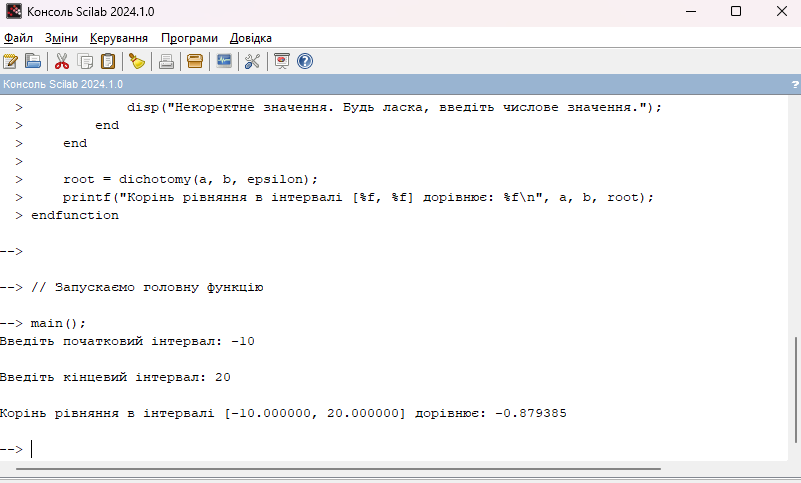 Консоль Scilab 2024.1.0
Файл Зміни Керування Програми Довідка
Консоль Scilab 2024.1.0 ?
> disp("Некоректне значення. Будь ласка, введіть числове значення.");
> end
> end
>
> root = dichotomy(a, b, epsilon);
> printf("Корінь рівняння в інтервалі [%f, %f] дорівнює: %f\n", a, b, root);
> endfunction
-->
--> // Запускаємо головну функцію
--> main();
Введіть початковий інтервал: -10
Введіть кінцевий інтервал: 20
Корінь рівняння в інтервалі [-10.000000, 20.000000] дорівнює: -0.879385
-->